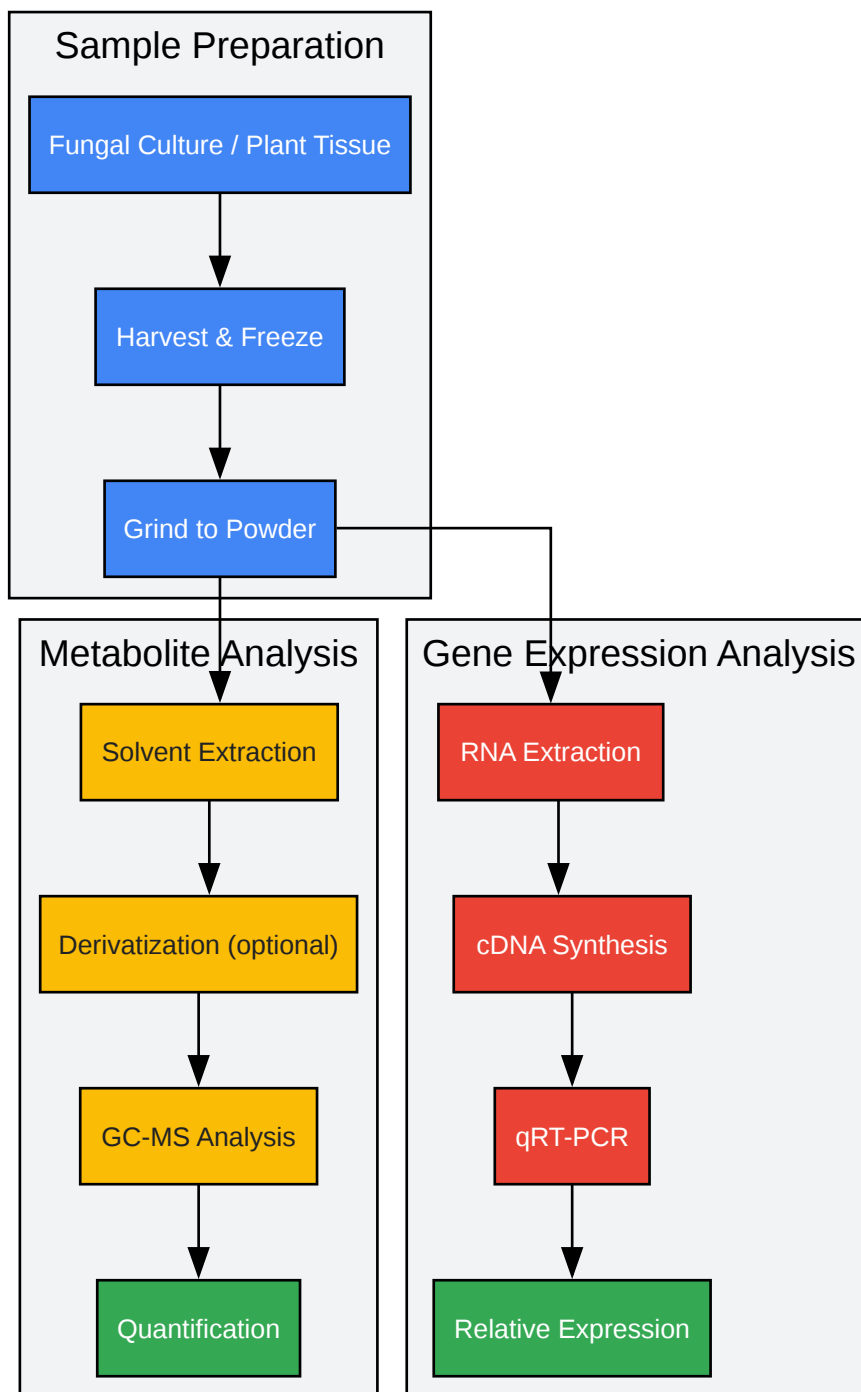 Sample Preparation
Fungal Culture / Plant Tissue
Harvest & Freeze
Grind to Powder
Metabolite Analysis
Solvent Extraction
Derivatization (optional)
GC-MS Analysis
Quantification
Gene Expression Analysis
RNA Extraction
cDNA Synthesis
qRT-PCR
Relative Expression